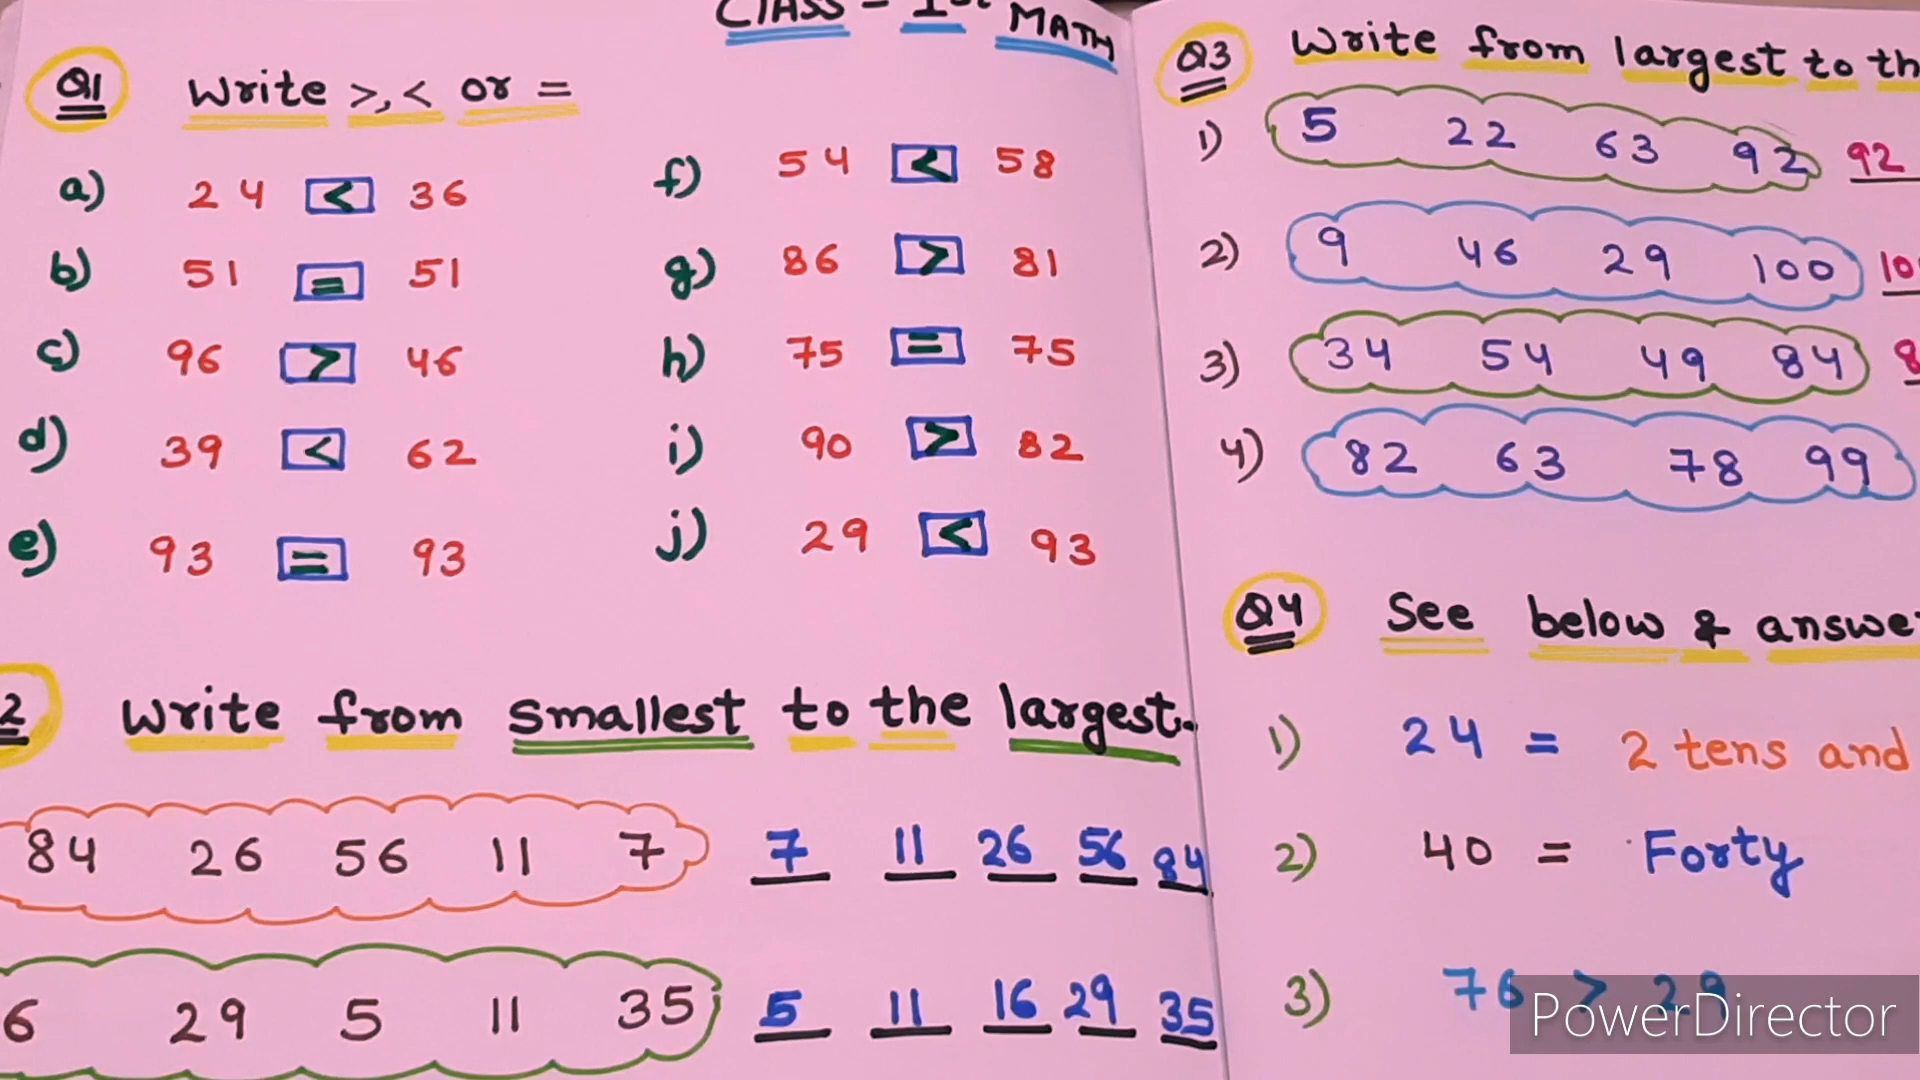 CLASS - 1st MATH
Q1 Write >, < or =
a) 24 < 36
b) 51 = 51
c) 96 > 46
d) 39 < 62
e) 93 = 93
f) 54 < 58
g) 86 > 81
h) 75 = 75
i) 90 > 82
j) 29 < 93
2 Write from smallest to the largest.
84 26 56 11 7 7 11 26 56 84
6 29 5 11 35 5 11 16 29 35
Q3 Write from largest to th
1) 5 22 63 92 92
2) 9 46 29 100 10
3) 34 54 49 84 8
4) 82 63 78 99
Q4 See below & answe
1) 24 = 2 tens and
2) 40 = Forty
3) 76 > 29
PowerDirector